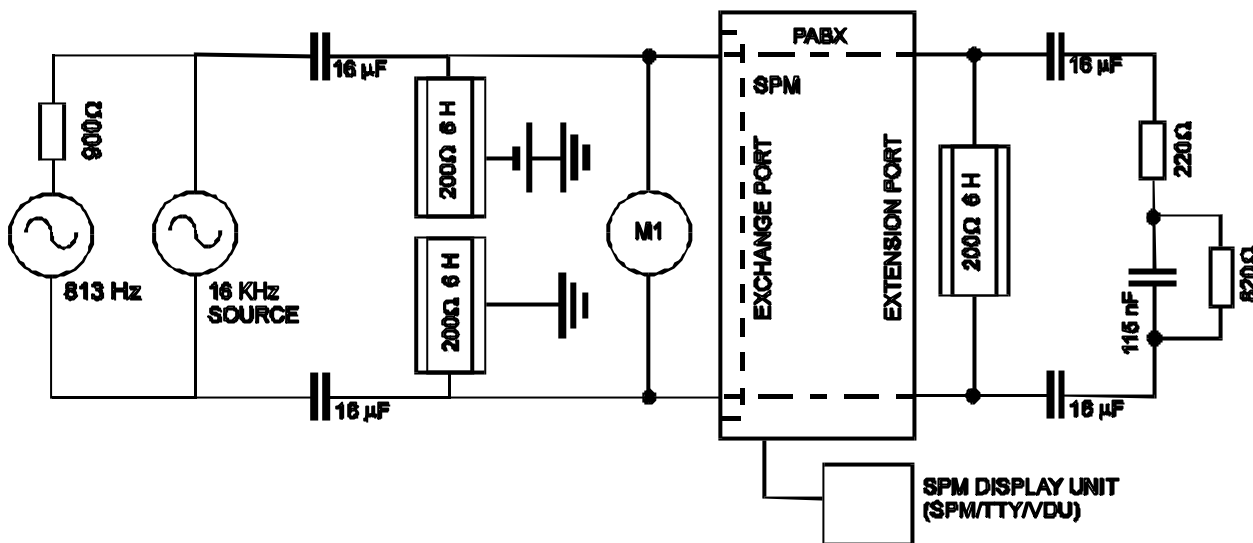 PABX
16 µF
SPM
16 µF
900Ω
200Ω 6 H
220Ω
EXCHANGE PORT
EXTENSION PORT
200Ω 6 H
M1
813 Hz
16 KHz
SOURCE
200Ω 6 H
115 nF
820Ω
16 µF
16 µF
SPM DISPLAY UNIT
(SPM/TTY/VDU)